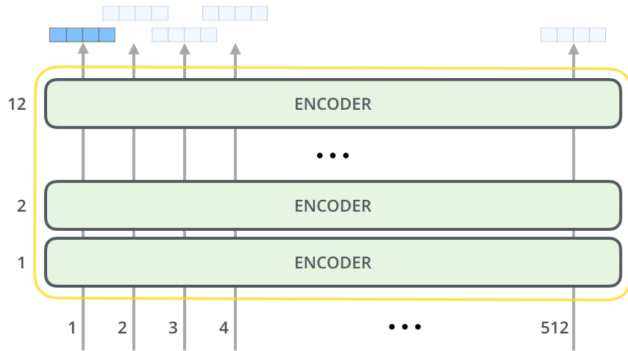 12 ENCODER
•••
2 ENCODER
1 ENCODER
1 2 3 4 ••• 512